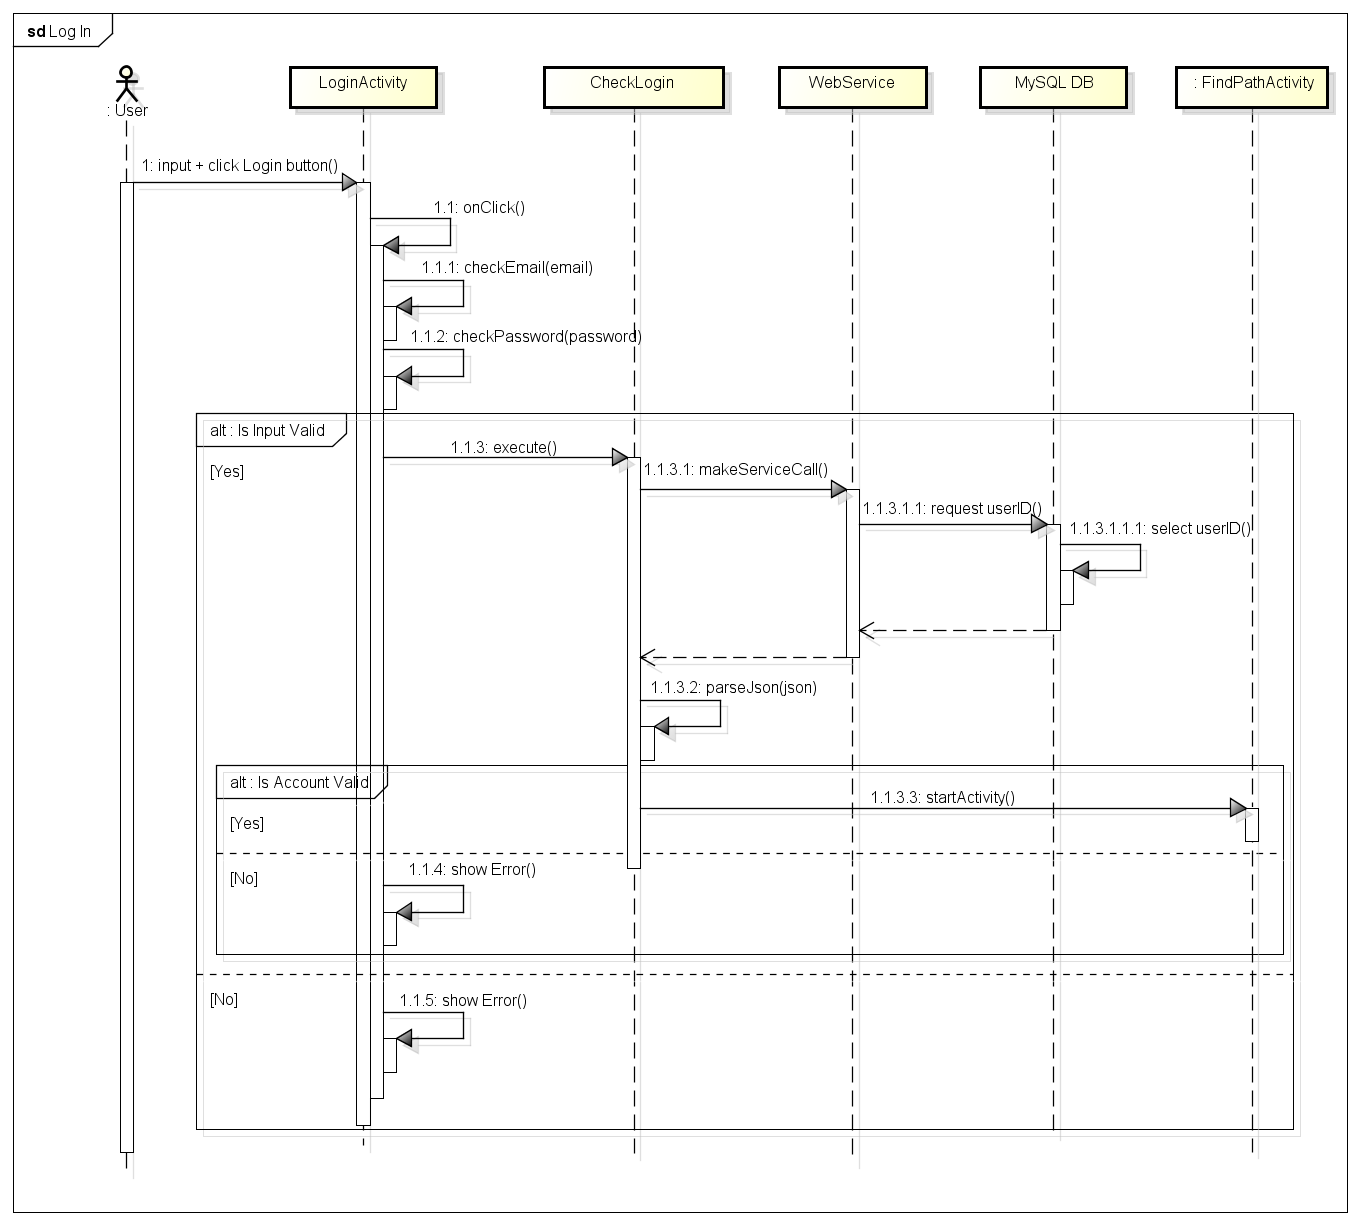 sd Log In
: User
LoginActivity
CheckLogin
WebService
MySQL DB
: FindPathActivity
1: input + click Login button()
1.1: onClick()
1.1.1: checkEmail(email)
1.1.2: checkPassword(password)
alt : Is Input Valid
[Yes]
1.1.3: execute()
1.1.3.1: makeServiceCall()
1.1.3.1.1: request userID()
1.1.3.1.1.1: select userID()
1.1.3.2: parseJson(json)
alt : Is Account Valid
[Yes]
1.1.3.3: startActivity()
[No]
1.1.4: show Error()
[No]
1.1.5: show Error()